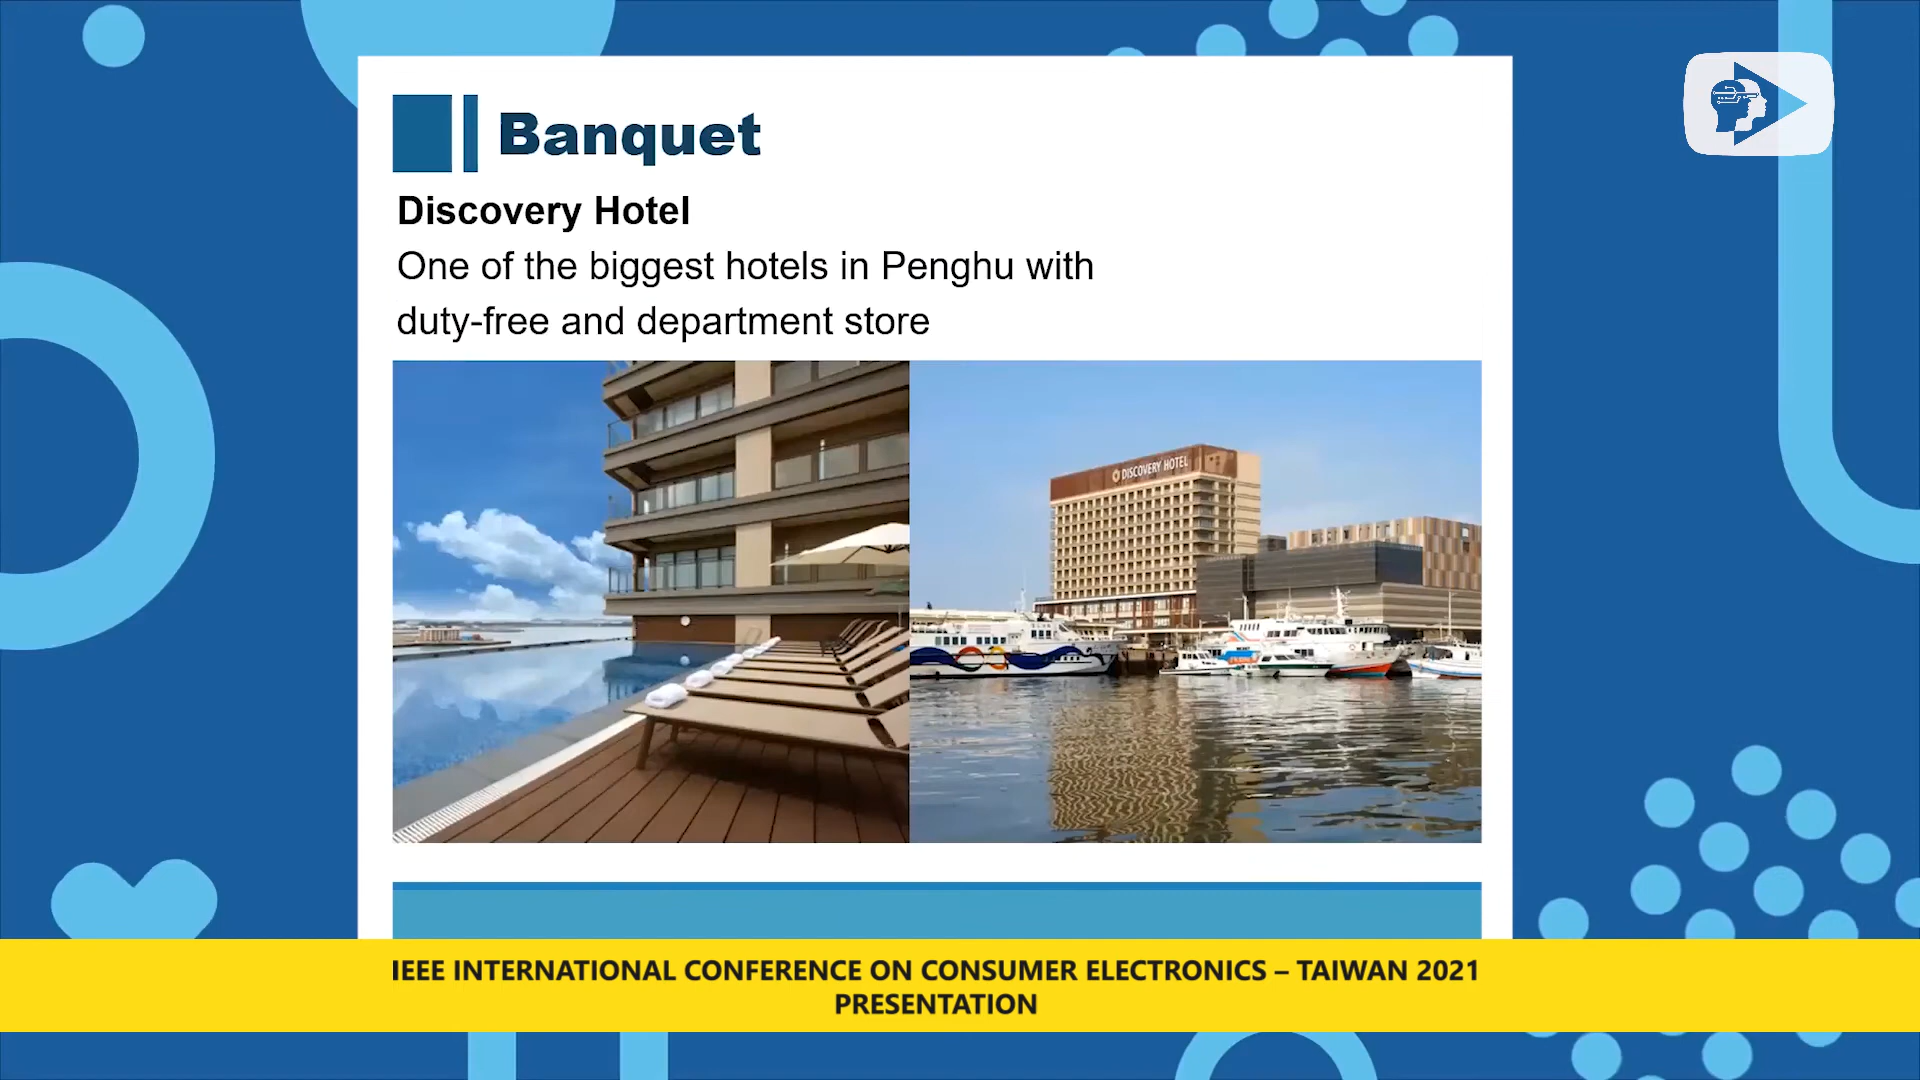 Banquet
Discovery Hotel
One of the biggest hotels in Penghu with
duty-free and department store
DISCOVERY HOTEL
IEEE INTERNATIONAL CONFERENCE ON CONSUMER ELECTRONICS – TAIWAN 2021
PRESENTATION